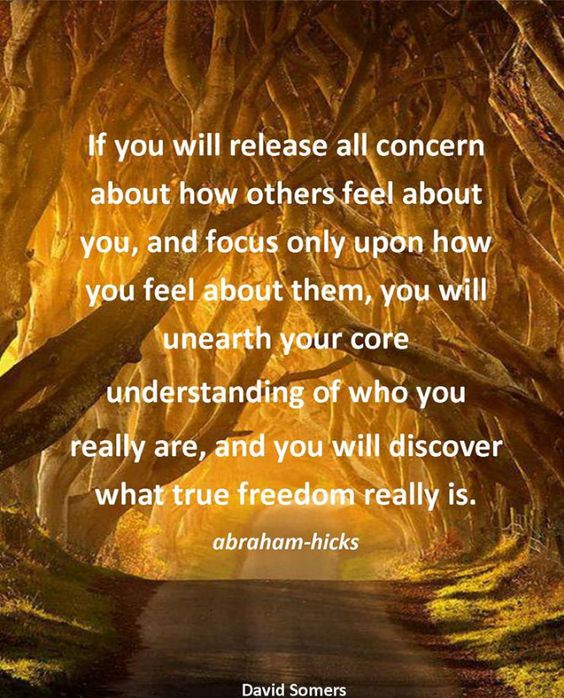 If you will release all concern
about how others feel about
you, and focus only upon how
you feel about them, you will
unearth your core
understanding of who you
really are, and you will discover
what true freedom really is.
abraham-hicks
David Somers